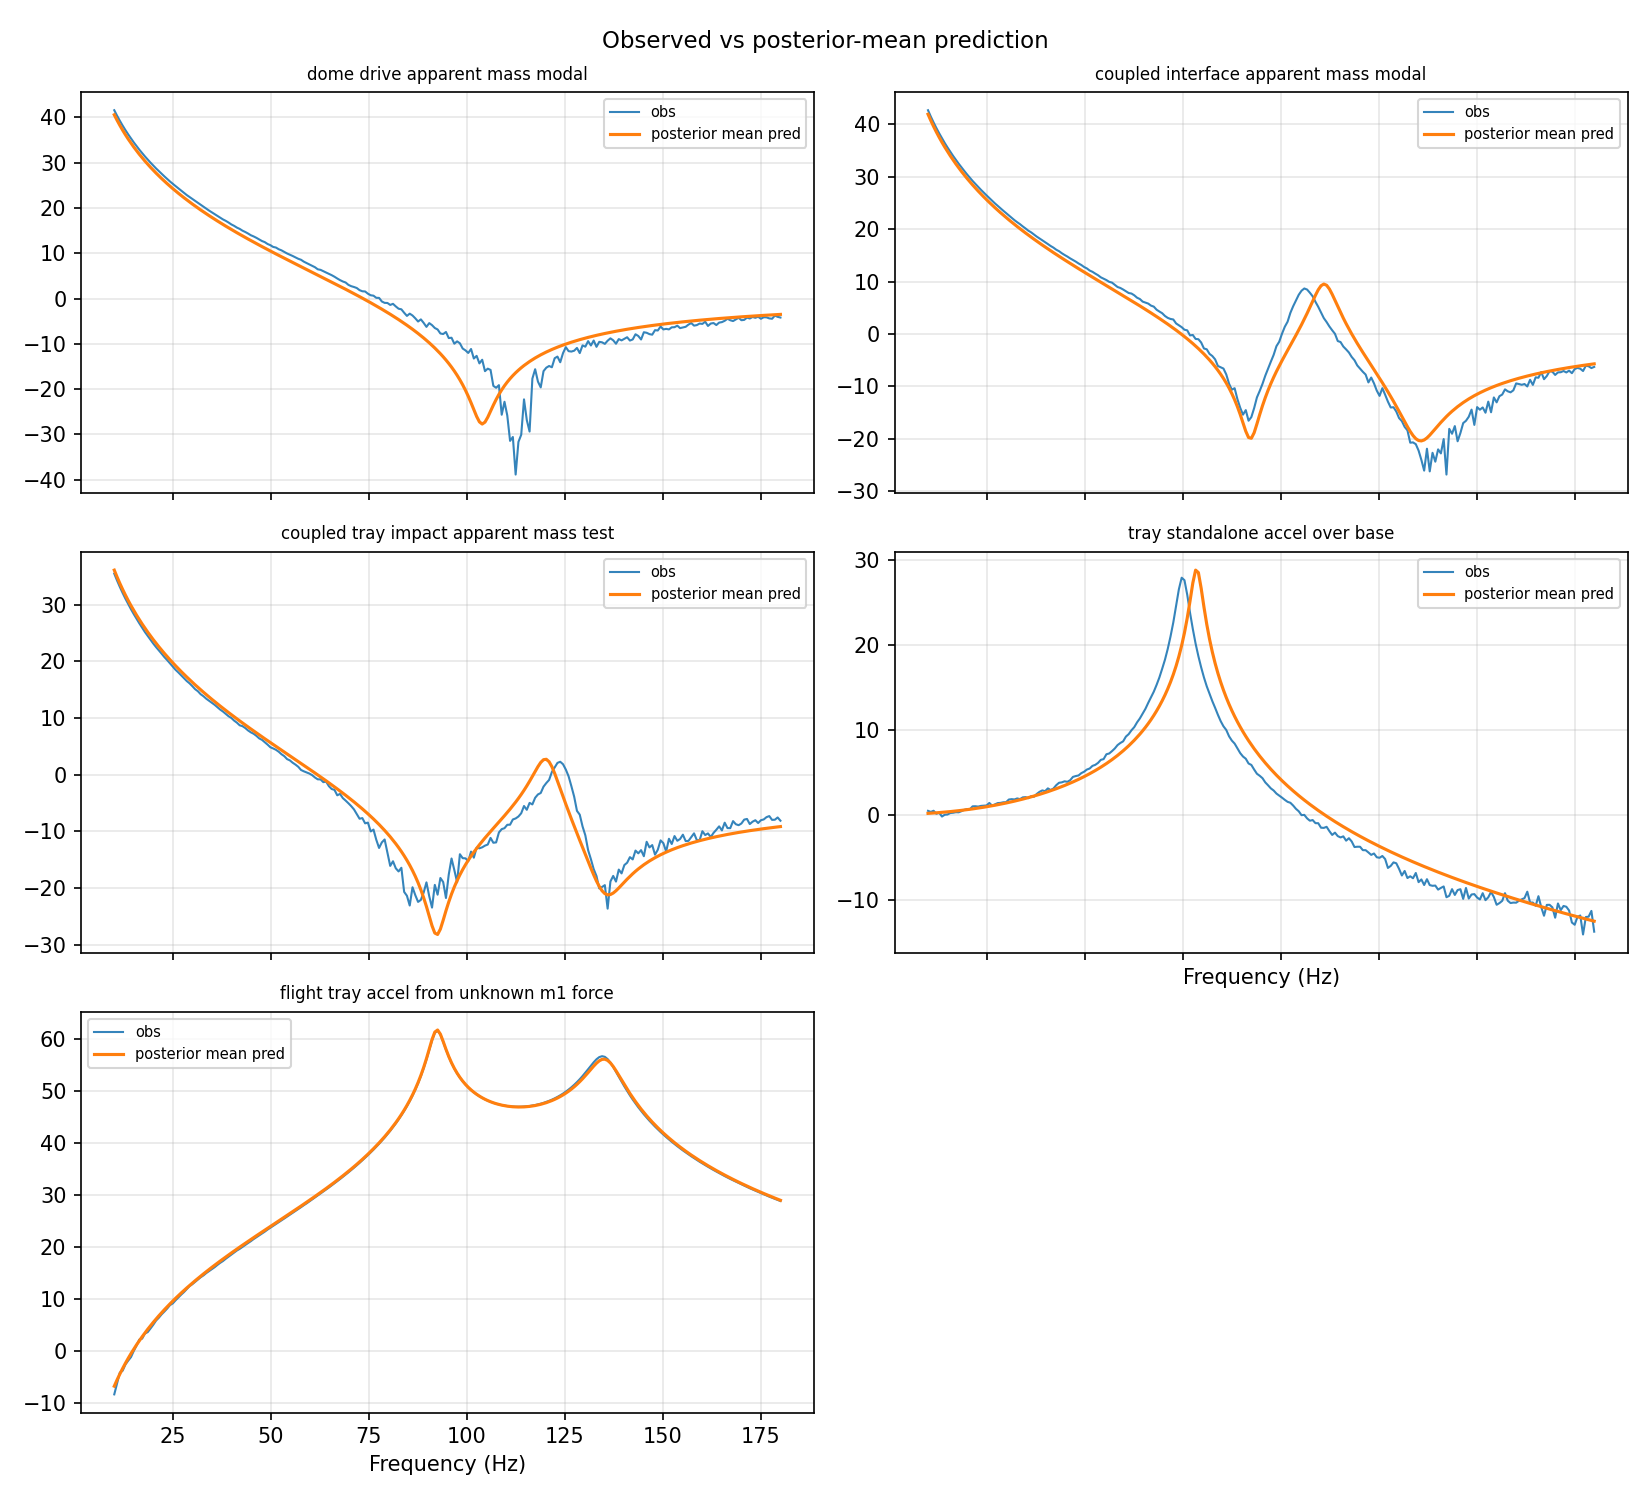 Observed vs posterior-mean prediction
dome drive apparent mass modal
40
30
20
10
0
−10
−20
−30
−40
obs
posterior mean pred
coupled interface apparent mass modal
40
30
20
10
0
−10
−20
−30
obs
posterior mean pred
coupled tray impact apparent mass test
30
20
10
0
−10
−20
−30
obs
posterior mean pred
tray standalone accel over base
30
20
10
0
−10
obs
posterior mean pred
Frequency (Hz)
flight tray accel from unknown m1 force
60
50
40
30
20
10
0
−10
obs
posterior mean pred
25 50 75 100 125 150 175
Frequency (Hz)